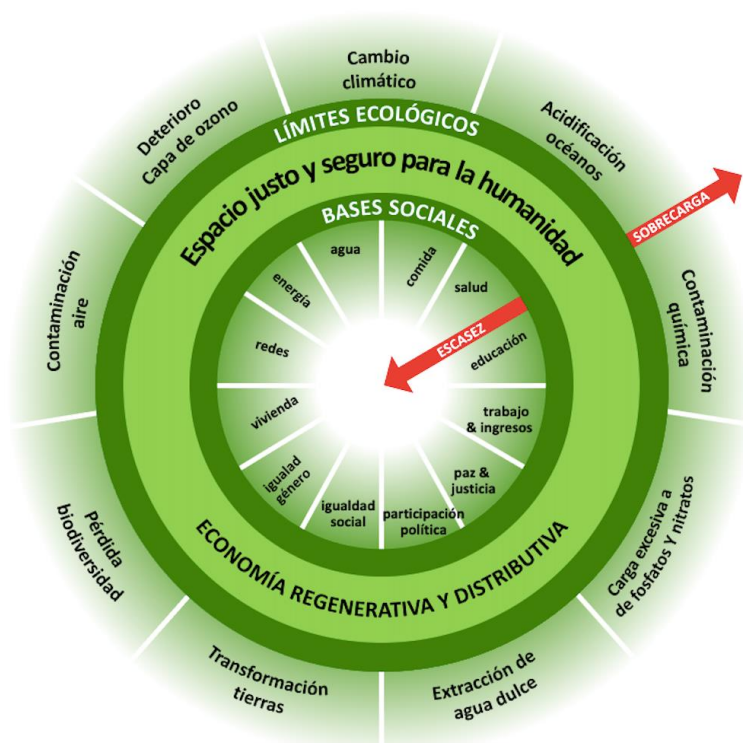 Cambio
climático
Acidificación
océanos
SOBRECARGA
Contaminación
química
Carga excesiva a
de fosfatos Y nitratos
Extracción de
agua dulce
Transformación
tierras
Pérdida
biodiversidad
Contaminación
aire
Deterioro
Capa de ozono
LÍMITES ECOLÓGICOS
Espacio justo y seguro para la humanidad
BASES SOCIALES
agua
comida
salud
ESCASEZ
educación
trabajo
& ingresos
paz &
justicia
participación
política
igualdad
social
igualad
género
vivienda
redes
energía
ECONOMÍA REGENERATIVA Y DISTRIBUTIVA